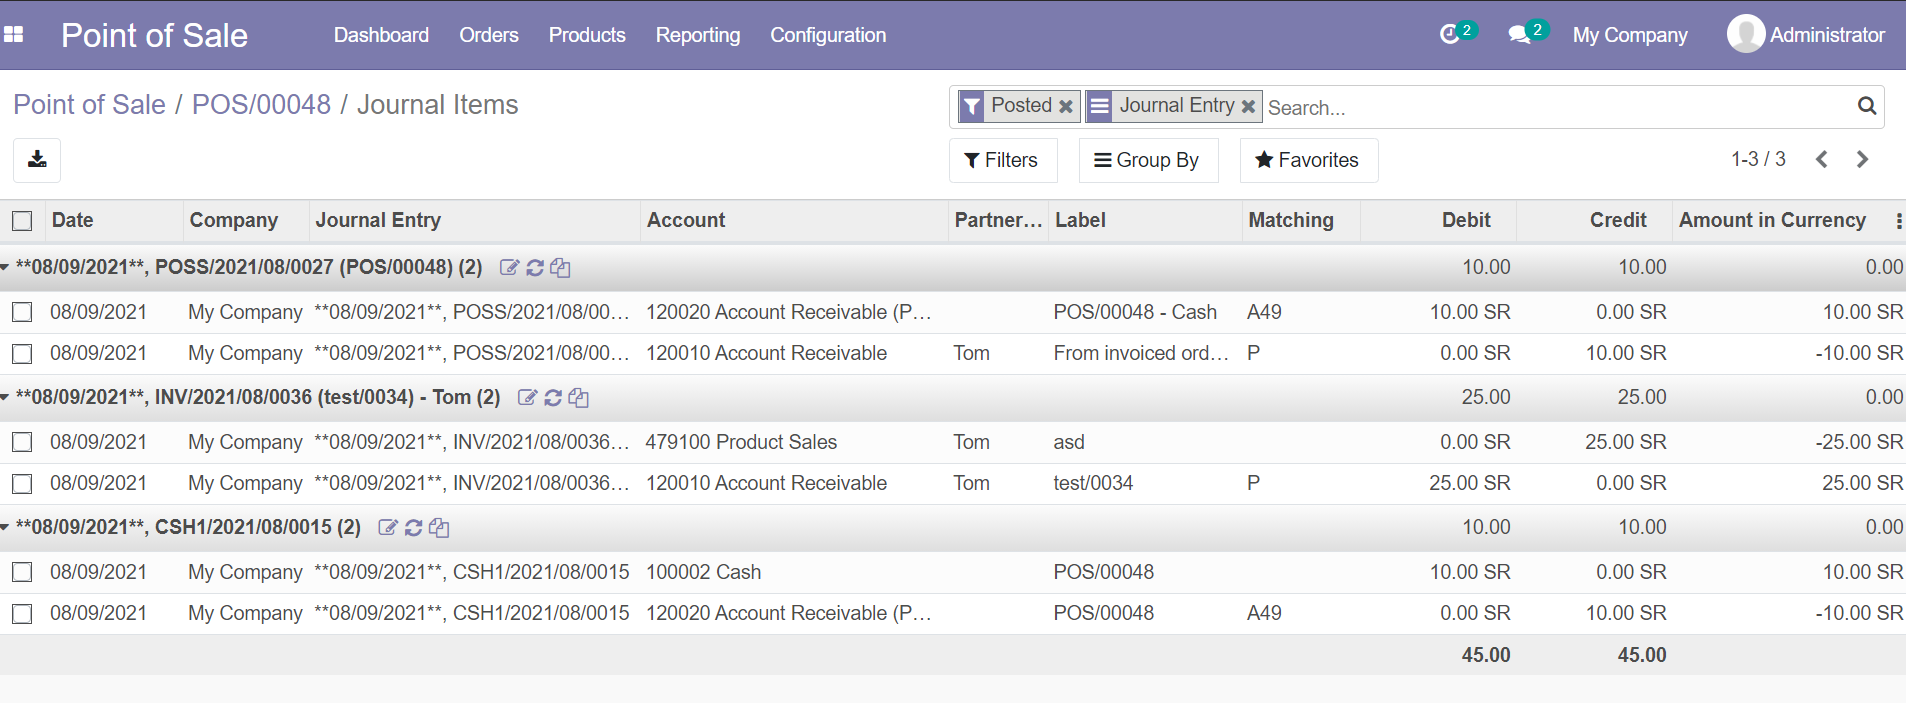 Point of Sale Dashboard Orders Products Reporting Configuration 2 2 My Company Administrator
Point of Sale / POS/00048 / Journal Items
Posted Journal Entry Search...
Filters Group By Favorites 1-3 / 3
Date Company Journal Entry Account Partner... Label Matching Debit Credit Amount in Currency
**08/09/2021**, POSS/2021/08/0027 (POS/00048) (2) 10.00 10.00 0.00
08/09/2021 My Company **08/09/2021**, POSS/2021/08/00... 120020 Account Receivable (P... POS/00048 - Cash A49 10.00 SR 0.00 SR 10.00 SR
08/09/2021 My Company **08/09/2021**, POSS/2021/08/00... 120010 Account Receivable Tom From invoiced ord... P 0.00 SR 10.00 SR -10.00 SR
**08/09/2021**, INV/2021/08/0036 (test/0034) - Tom (2) 25.00 25.00 0.00
08/09/2021 My Company **08/09/2021**, INV/2021/08/0036... 479100 Product Sales Tom asd 0.00 SR 25.00 SR -25.00 SR
08/09/2021 My Company **08/09/2021**, INV/2021/08/0036... 120010 Account Receivable Tom test/0034 P 25.00 SR 0.00 SR 25.00 SR
**08/09/2021**, CSH1/2021/08/0015 (2) 10.00 10.00 0.00
08/09/2021 My Company **08/09/2021**, CSH1/2021/08/0015 100002 Cash POS/00048 10.00 SR 0.00 SR 10.00 SR
08/09/2021 My Company **08/09/2021**, CSH1/2021/08/0015 120020 Account Receivable (P... POS/00048 A49 0.00 SR 10.00 SR -10.00 SR
45.00 45.00